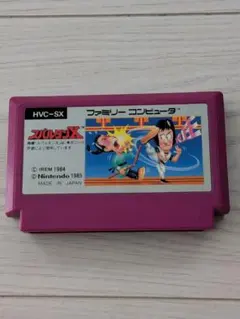 HVC-SX
ファミリーコンピュータ
スパルタンX
© IREM 1984
© Nintendo 1985
MADE IN JAPAN